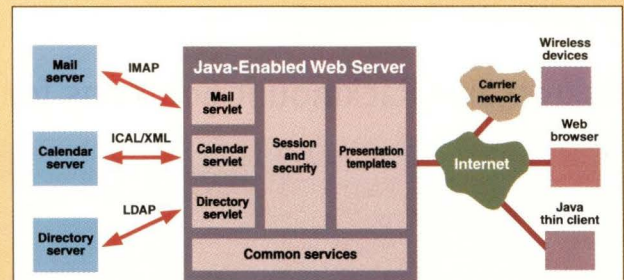 Mail
server
IMAP
Calendar
server
ICAL/XML
Directory
server
LDAP
Java-Enabled Web Server
Mail
servlet
Calendar
servlet
Directory
servlet
Session
and
security
Presentation
templates
Common services
Internet
Carrier
network
Wireless
devices
Web
browser
Java
thin client